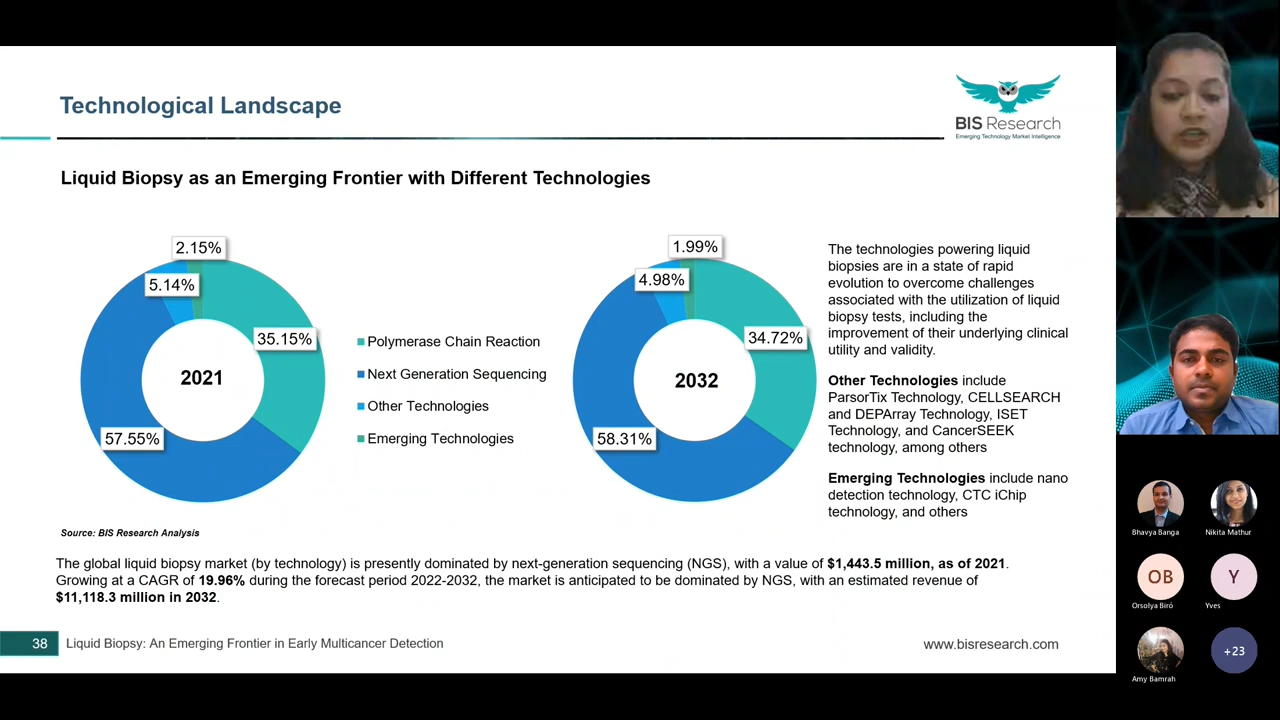 Technological Landscape
BIS Research
Emerging Technology Market Intelligence
Liquid Biopsy as an Emerging Frontier with Different Technologies
2.15%
5.14%
35.15%
2021
57.55%
Polymerase Chain Reaction
Next Generation Sequencing
Other Technologies
Emerging Technologies
1.99%
4.98%
34.72%
2032
58.31%
The technologies powering liquid
biopsies are in a state of rapid
evolution to overcome challenges
associated with the utilization of liquid
biopsy tests, including the
improvement of their underlying clinical
utility and validity.
Other Technologies include
ParsorTix Technology, CELLSEARCH
and DEPArray Technology, ISET
Technology, and CancerSEEK
technology, among others
Emerging Technologies include nano
detection technology, CTC iChip
technology, and others
Source: BIS Research Analysis
The global liquid biopsy market (by technology) is presently dominated by next-generation sequencing (NGS), with a value of $1,443.5 million, as of 2021.
Growing at a CAGR of 19.96% during the forecast period 2022-2032, the market is anticipated to be dominated by NGS, with an estimated revenue of
$11,118.3 million in 2032.
38
Liquid Biopsy: An Emerging Frontier in Early Multicancer Detection
www.bisresearch.com
Bhavya Banga
Nikita Mathur
OB
Y
Orsolya Biró
Yves
+23
Amy Bamrah